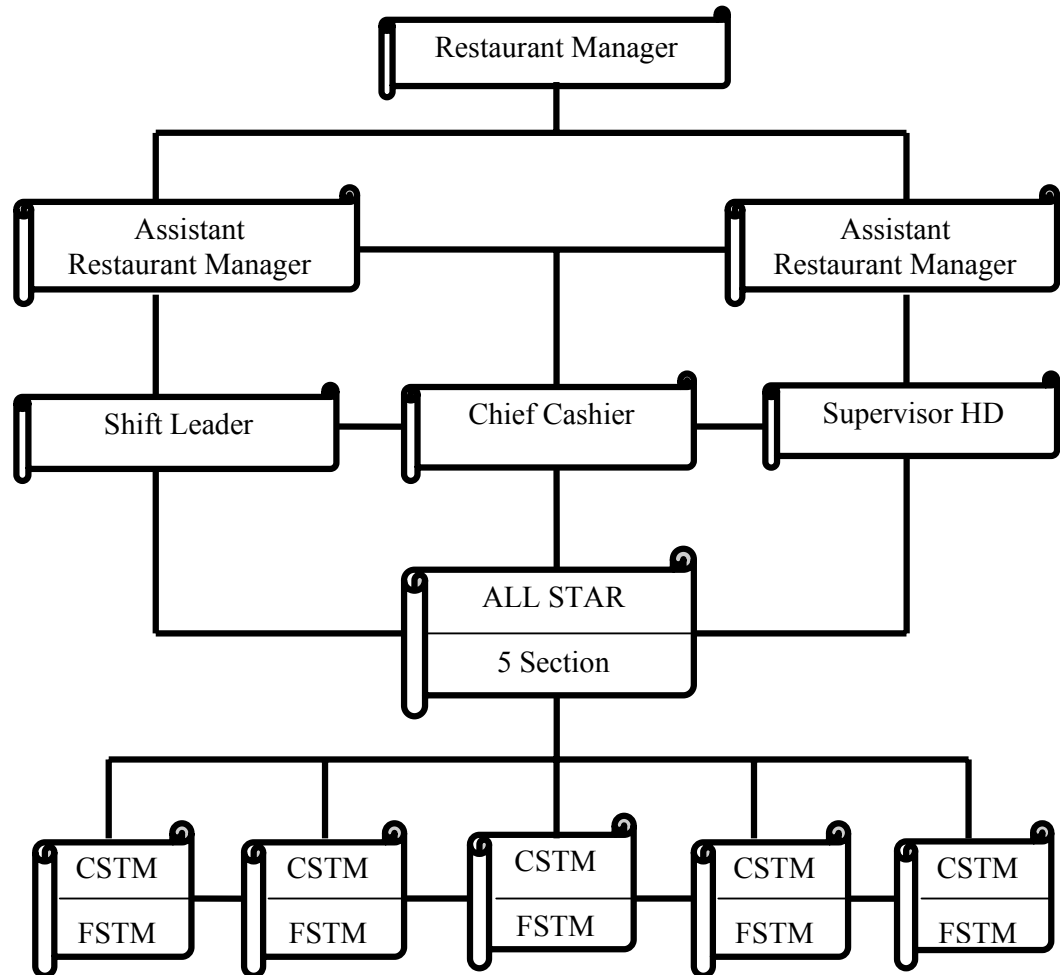 Restaurant Manager
Assistant
Restaurant Manager
Assistant
Restaurant Manager
Shift Leader
Chief Cashier
Supervisor HD
ALL STAR
5 Section
CSTM
FSTM
CSTM
FSTM
CSTM
FSTM
CSTM
FSTM
CSTM
FSTM